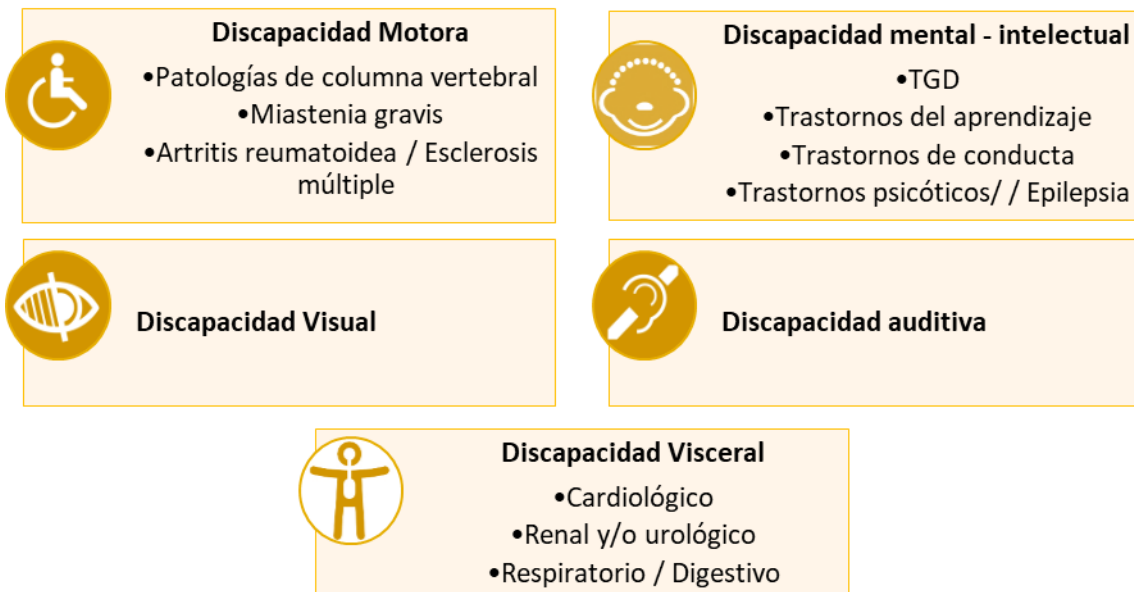 Discapacidad Motora
•Patologías de columna vertebral
•Miastenia gravis
•Artritis reumatoidea / Esclerosis
múltiple
Discapacidad mental - intelectual
•TGD
•Trastornos del aprendizaje
•Trastornos de conducta
•Trastornos psicóticos/ / Epilepsia
Discapacidad Visual
Discapacidad auditiva
Discapacidad Visceral
•Cardiológico
•Renal y/o urológico
•Respiratorio / Digestivo